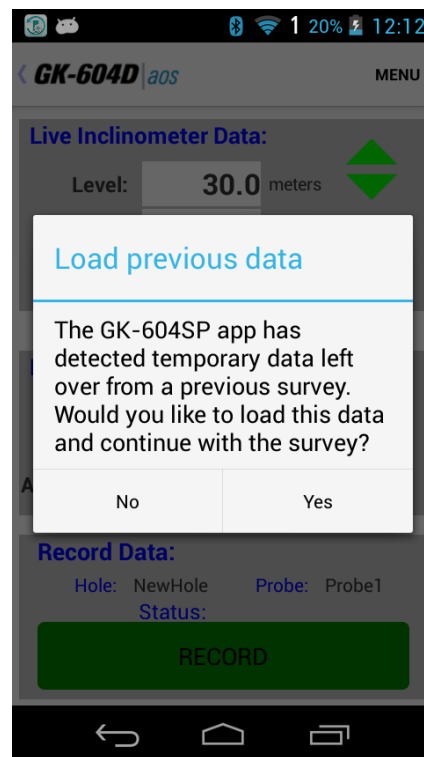 1 20% 12:12
GK-604D aos MENU
Live Inclinometer Data:
Level: 30.0 meters
Load previous data
The GK-604SP app has
detected temporary data left
over from a previous survey.
Would you like to load this data
and continue with the survey?
No Yes
Record Data:
Hole: NewHole Probe: Probe1
Status:
RECORD